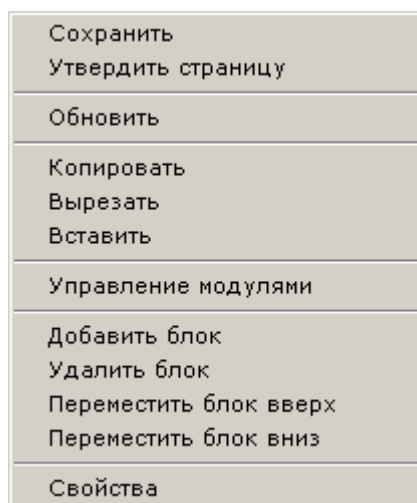 Сохранить
Утвердить страницу
Обновить
Копировать
Вырезать
Вставить
Управление модулями
Добавить блок
Удалить блок
Переместить блок вверх
Переместить блок вниз
Свойства